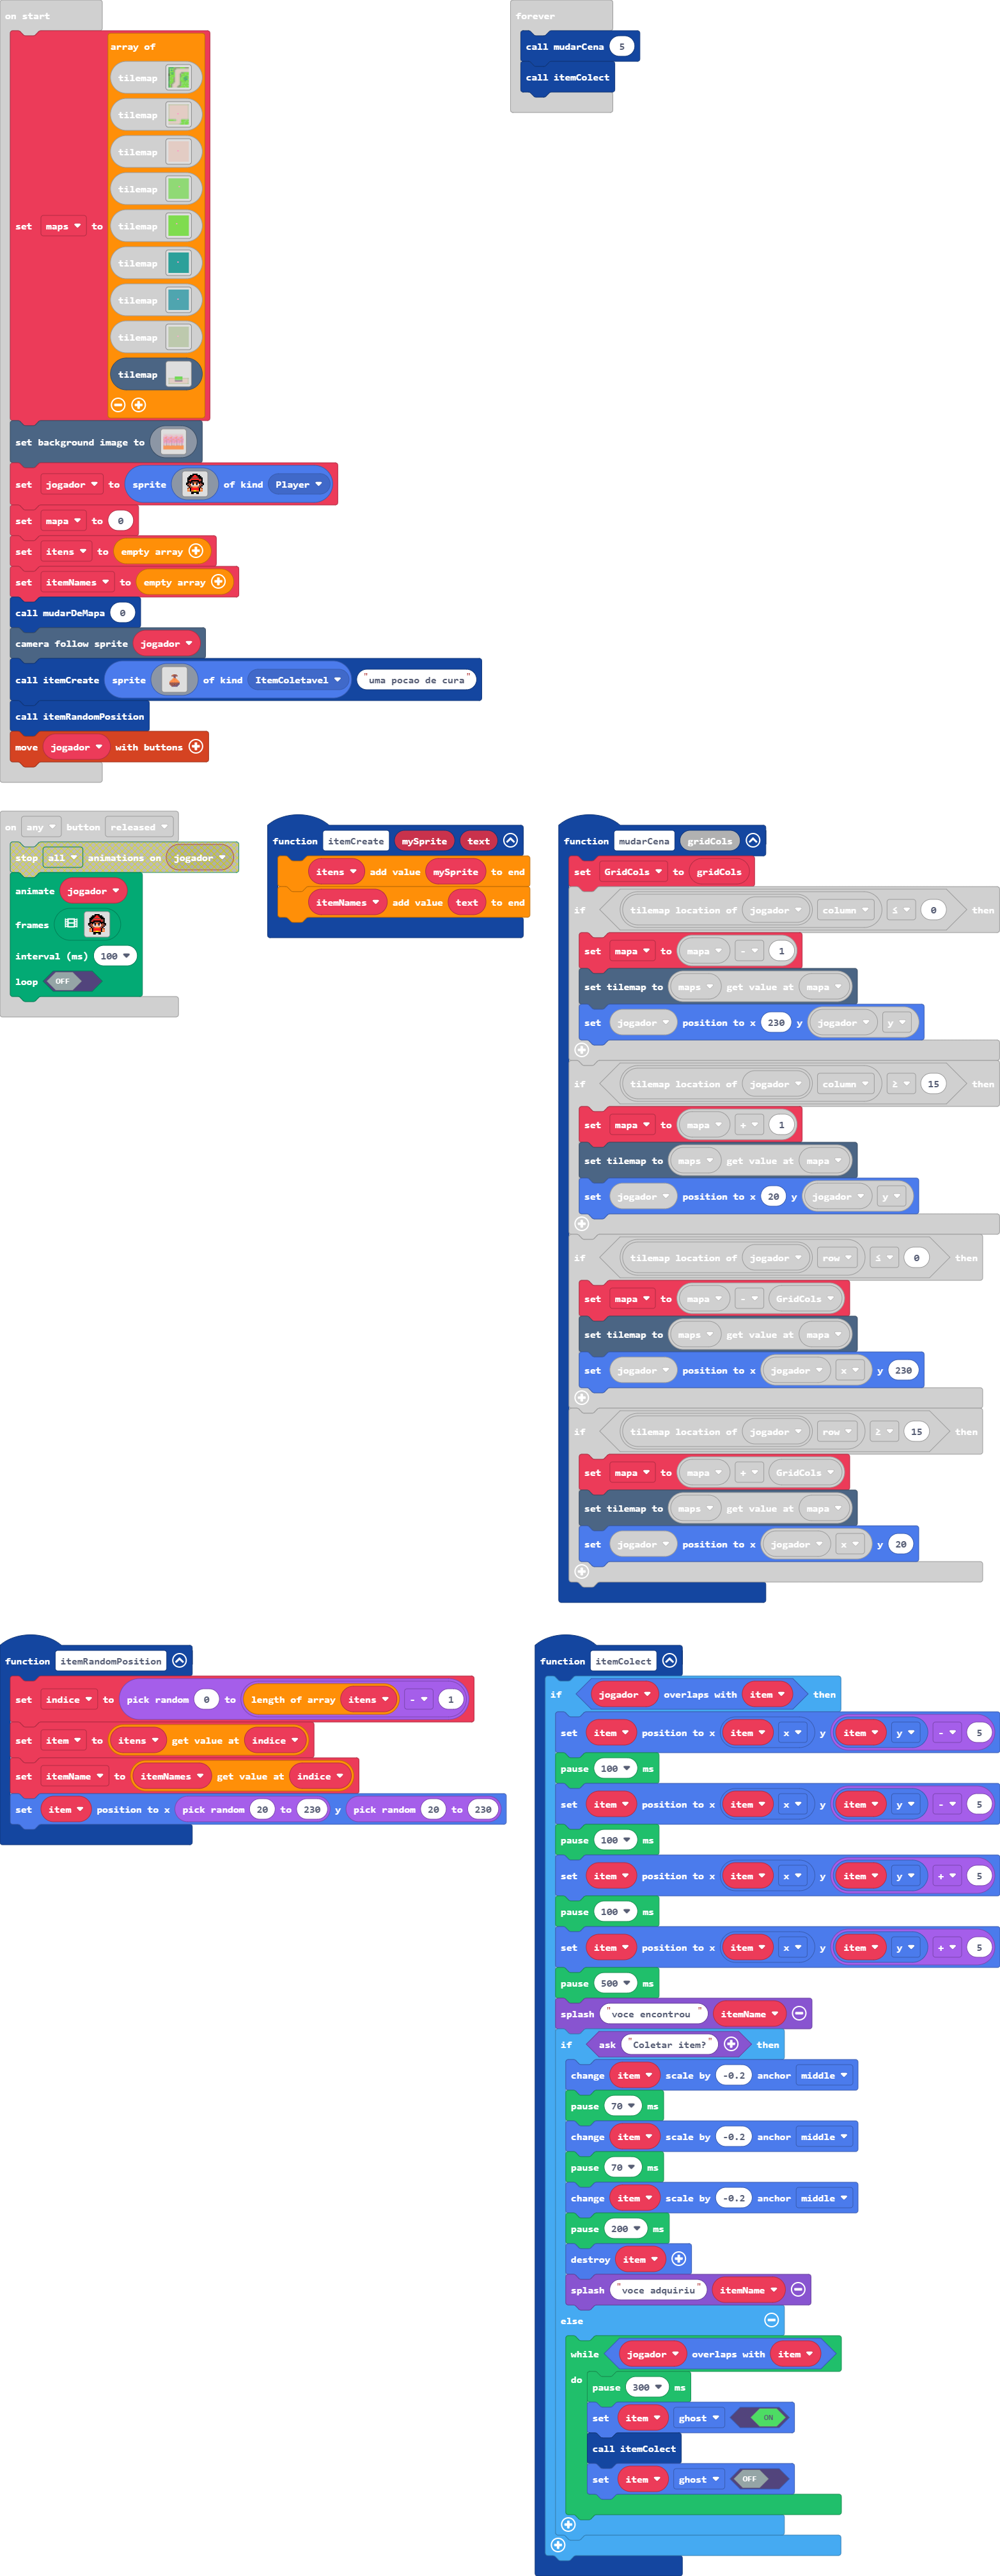 on start
array of
tilemap
tilemap
tilemap
tilemap
set maps to
tilemap
tilemap
tilemap
tilemap
tilemap
set background image to
set jogador to sprite of kind Player
set mapa to 0
set itens to empty array
set itemNames to empty array
call mudarDeMapa 0
camera follow sprite jogador
call itemCreate sprite of kind ItemColetavel "uma pocao de cura"
call itemRandomPosition
move jogador with buttons
forever
call mudarCena 5
call itemColect
on any button released
stop all animations on jogador
animate jogador
frames
interval (ms) 100
loop OFF
function itemCreate mySprite text
itens add value mySprite to end
itemNames add value text to end
function mudarCena gridCols
set GridCols to gridCols
if tilemap location of jogador column ≤ 0 then
set mapa to mapa - 1
set tilemap to maps get value at mapa
set jogador position to x 230 y jogador y
if tilemap location of jogador column ≥ 15 then
set mapa to mapa + 1
set tilemap to maps get value at mapa
set jogador position to x 20 y jogador y
if tilemap location of jogador row ≤ 0 then
set mapa to mapa - GridCols
set tilemap to maps get value at mapa
set jogador position to x jogador x y 230
if tilemap location of jogador row ≥ 15 then
set mapa to mapa + GridCols
set tilemap to maps get value at mapa
set jogador position to x jogador x y 20
function itemRandomPosition
set indice to pick random 0 to length of array itens - 1
set item to itens get value at indice
set itemName to itemNames get value at indice
set item position to x pick random 20 to 230 y pick random 20 to 230
function itemColect
if jogador overlaps with item then
set item position to x item x y item y - 5
pause 100 ms
set item position to x item x y item y - 5
pause 100 ms
set item position to x item x y item y + 5
pause 100 ms
set item position to x item x y item y + 5
pause 500 ms
splash "voce encontrou " itemName
if ask "Coletar item?" then
change item scale by -0.2 anchor middle
pause 70 ms
change item scale by -0.2 anchor middle
pause 70 ms
change item scale by -0.2 anchor middle
pause 200 ms
destroy item
splash "voce adquiriu" itemName
else
while jogador overlaps with item
do
pause 300 ms
set item ghost ON
call itemColect
set item ghost OFF